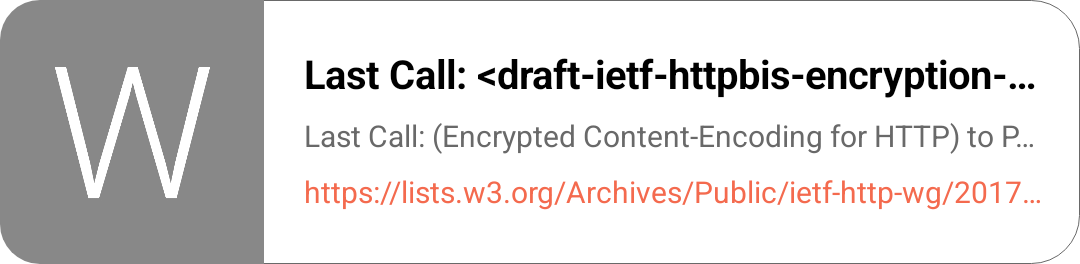 W
Last Call: <draft-ietf-httpbis-encryption-...
Last Call: (Encrypted Content-Encoding for HTTP) to P...
https://lists.w3.org/Archives/Public/ietf-http-wg/2017...